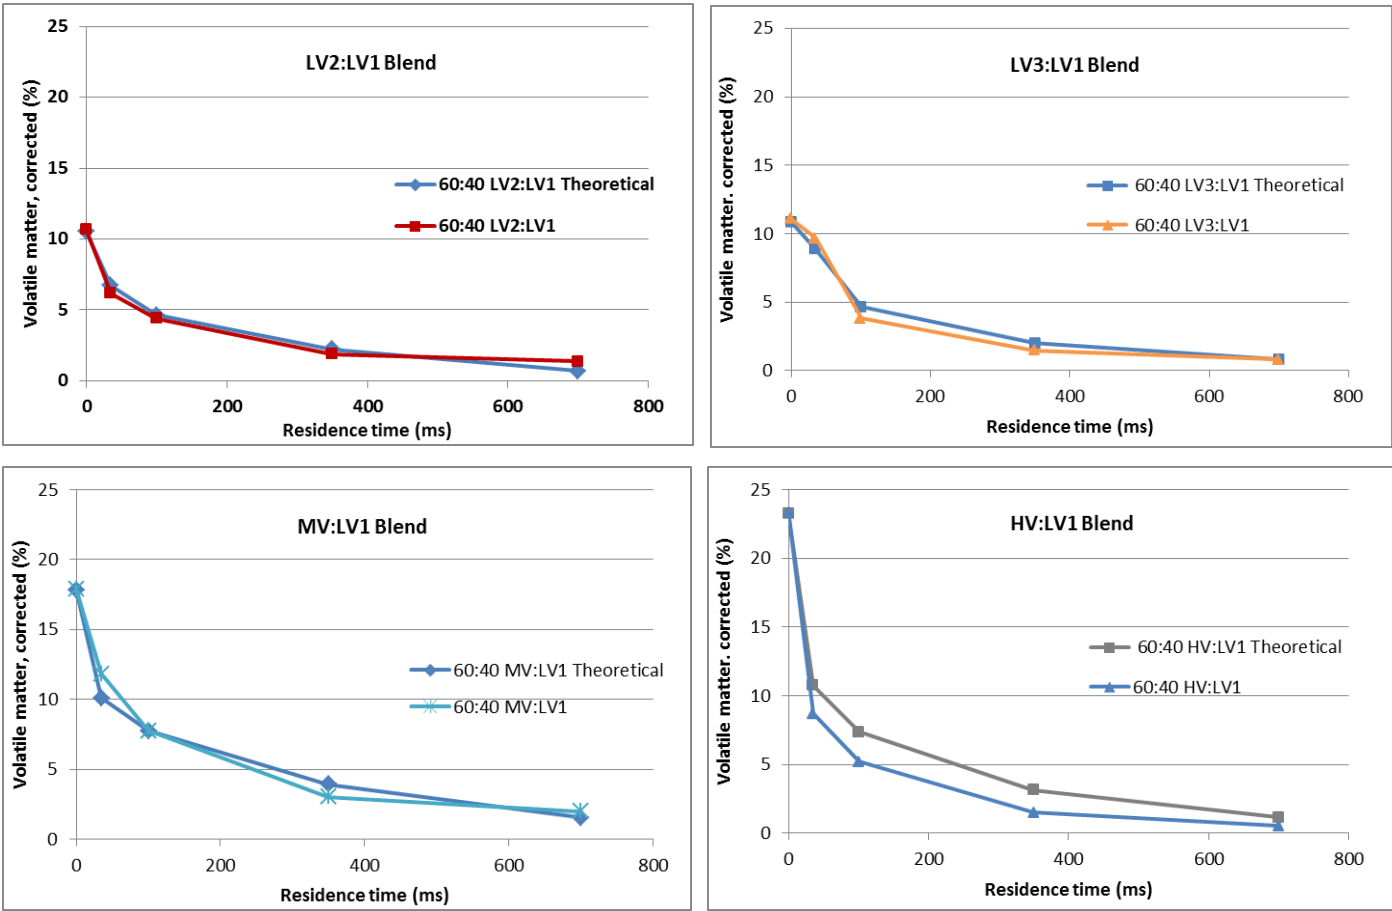 LV2:LV1 Blend
Volatile matter, corrected (%)
25
20
15
10
5
0
60:40 LV2:LV1 Theoretical
60:40 LV2:LV1
0 200 400 600 800
Residence time (ms)
LV3:LV1 Blend
Volatile matter. corrected (%)
25
20
15
10
5
0
60:40 LV3:LV1 Theoretical
60:40 LV3:LV1
0 200 400 600 800
Residence time (ms)
MV:LV1 Blend
Volatile matter, corrected (%)
25
20
15
10
5
0
60:40 MV:LV1 Theoretical
60:40 MV:LV1
0 200 400 600 800
Residence time (ms)
HV:LV1 Blend
Volatile matter. corrected (%)
25
20
15
10
5
0
60:40 HV:LV1 Theoretical
60:40 HV:LV1
0 200 400 600 800
Residence time (ms)